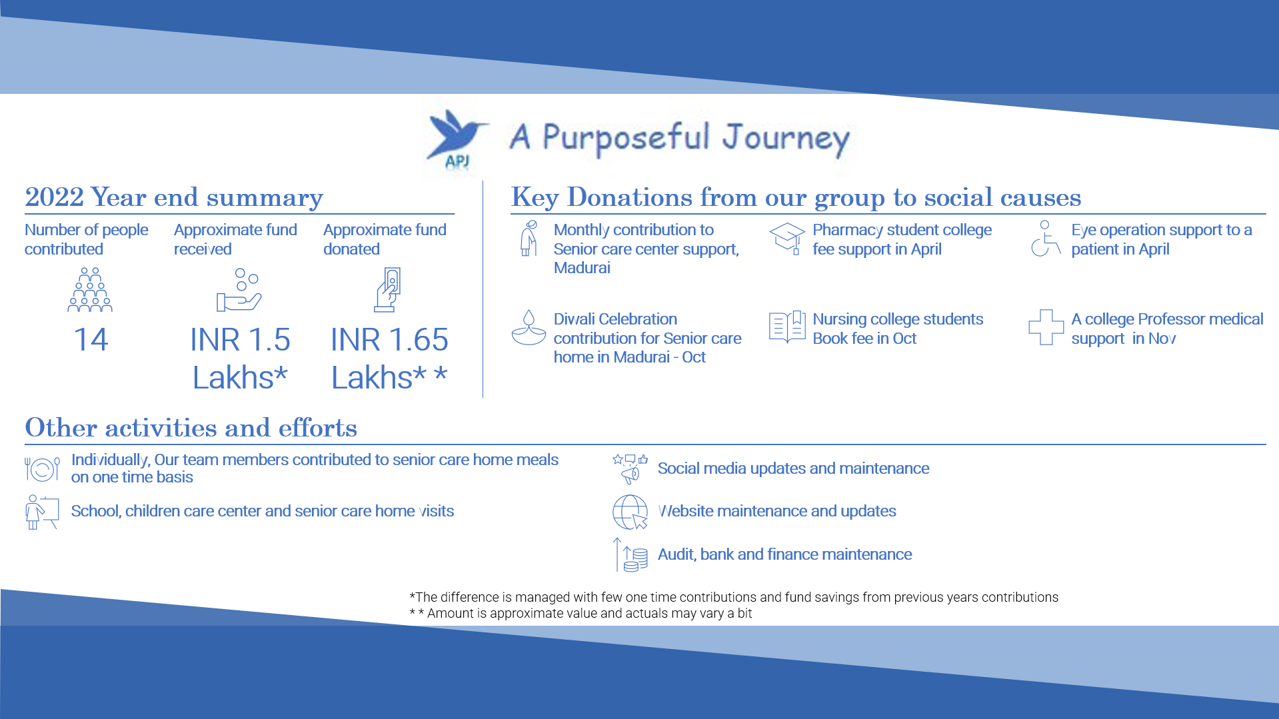 APJ
A Purposeful Journey
2022 Year end summary
Number of people
contributed
14
Approximate fund
received
INR 1.5
Lakhs*
Approximate fund
donated
INR 1.65
Lakhs* *
Key Donations from our group to social causes
Monthly contribution to
Senior care center support,
Madurai
Pharmacy student college
fee support in April
Eye operation support to a
patient in April
Diwali Celebration
contribution for Senior care
home in Madurai - Oct
Nursing college students
Book fee in Oct
A college Professor medical
support in Nov
Other activities and efforts
Individually, Our team members contributed to senior care home meals
on one time basis
School, children care center and senior care home visits
Social media updates and maintenance
Website maintenance and updates
Audit, bank and finance maintenance
*The difference is managed with few one time contributions and fund savings from previous years contributions
* * Amount is approximate value and actuals may vary a bit